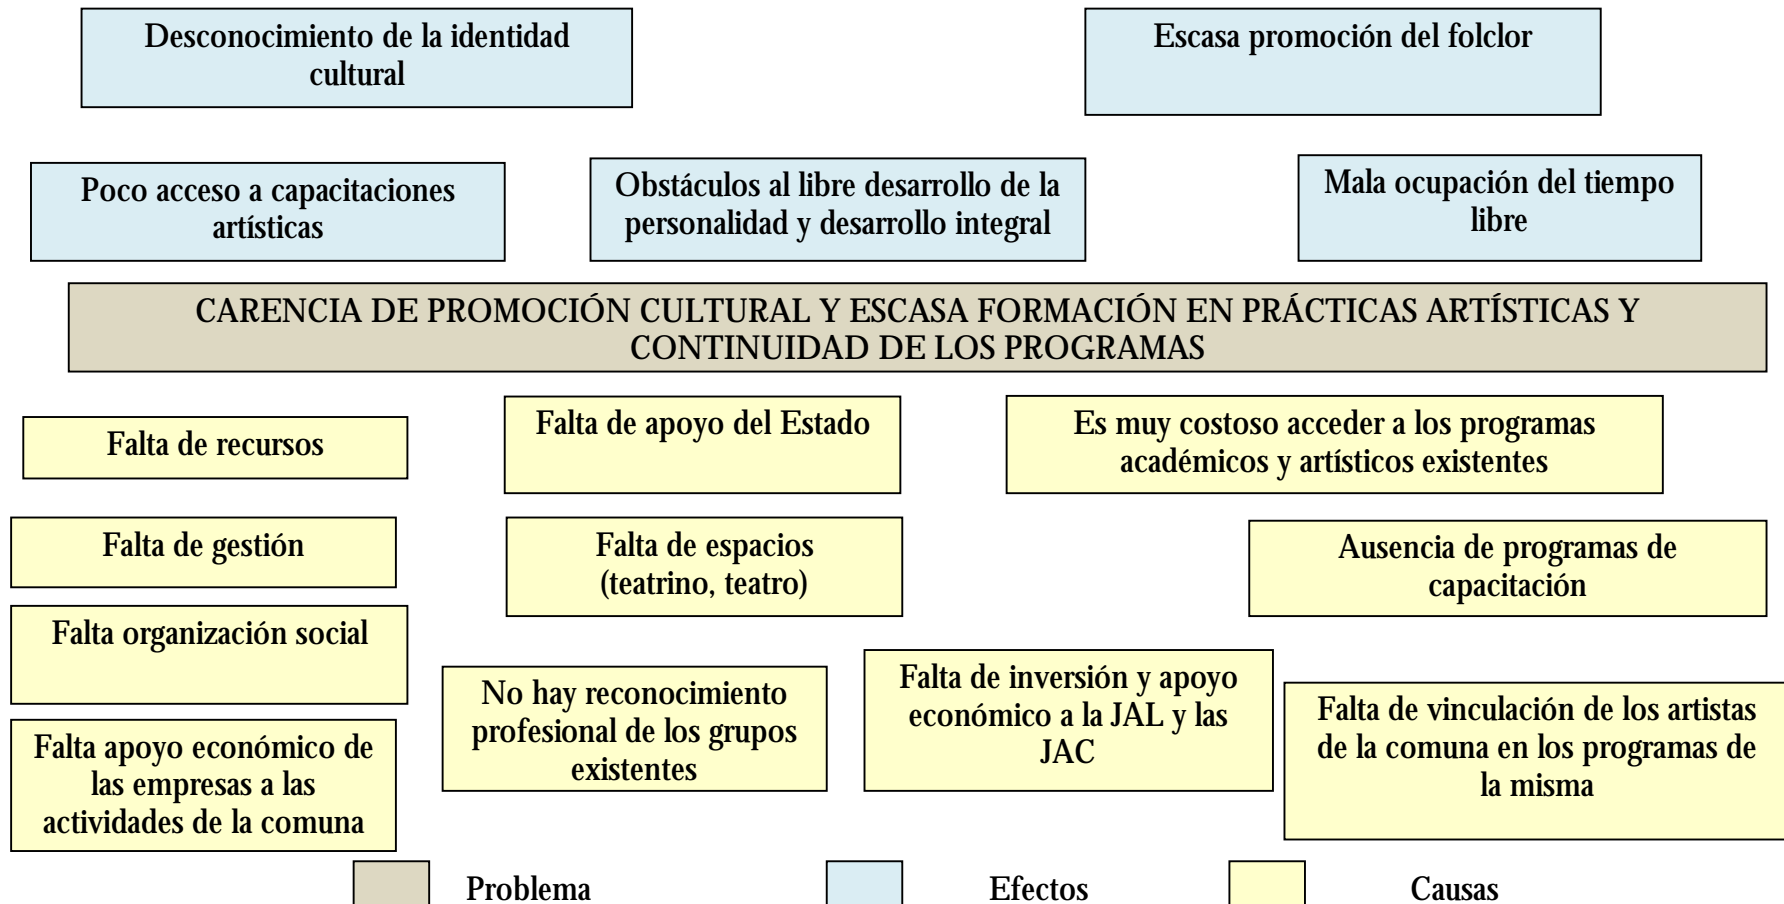 Desconocimiento de la identidad
cultural
Escasa promoción del folclor
Poco acceso a capacitaciones
artísticas
Obstáculos al libre desarrollo de la
personalidad y desarrollo integral
Mala ocupación del tiempo
libre
CARENCIA DE PROMOCIÓN CULTURAL Y ESCASA FORMACIÓN EN PRÁCTICAS ARTÍSTICAS Y
CONTINUIDAD DE LOS PROGRAMAS
Falta de recursos
Falta de apoyo del Estado
Es muy costoso acceder a los programas
académicos y artísticos existentes
Falta de gestión
Falta de espacios
(teatrino, teatro)
Ausencia de programas de
capacitación
Falta organización social
No hay reconocimiento
profesional de los grupos
existentes
Falta de inversión y apoyo
económico a la JAL y las
JAC
Falta de vinculación de los artistas
de la comuna en los programas de
la misma
Falta apoyo económico de
las empresas a las
actividades de la comuna
Problema
Efectos
Causas